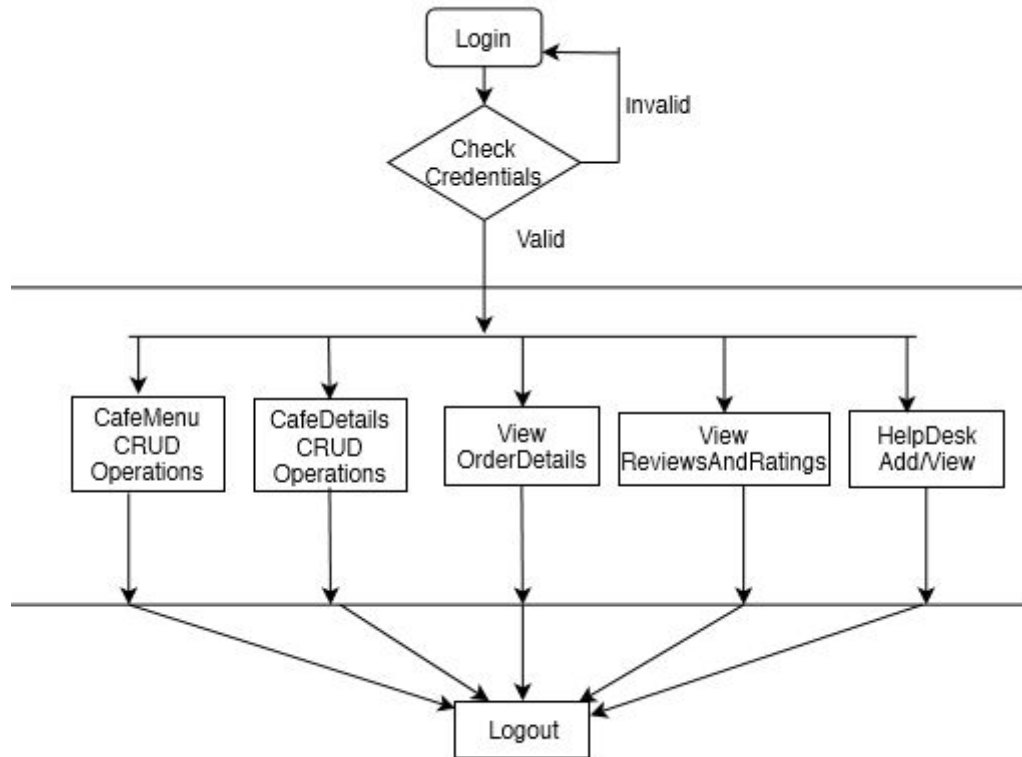 Login
Invalid
Check
Credentials
Valid
CafeMenu
CRUD
Operations
CafeDetails
CRUD
Operations
View
OrderDetails
View
ReviewsAndRatings
HelpDesk
Add/View
Logout